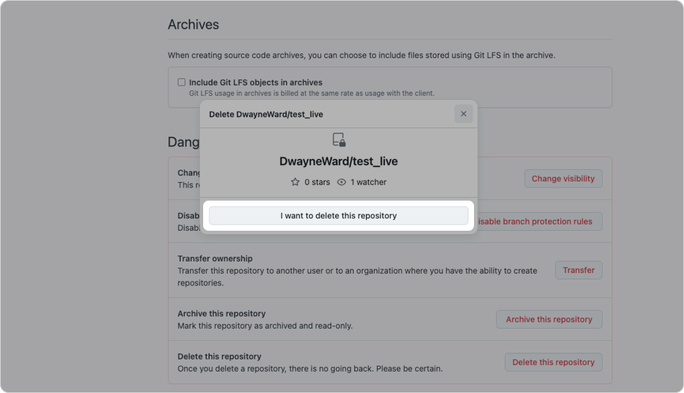 Archives
When creating source code archives, you can choose to include files stored using Git LFS in the archive.
Include Git LFS objects in archives
Git LFS usage in archives is billed at the same rate as usage with the client.
Delete DwayneWard/test_live
Dang
DwayneWard/test_live
0 stars 1 watcher
Chang
This r
Change visibility
I want to delete this repository
Disab
Disab
isable branch protection rules
Transfer ownership
Transfer this repository to another user or to an organization where you have the ability to create
repositories.
Transfer
Archive this repository
Mark this repository as archived and read-only.
Archive this repository
Delete this repository
Once you delete a repository, there is no going back. Please be certain.
Delete this repository